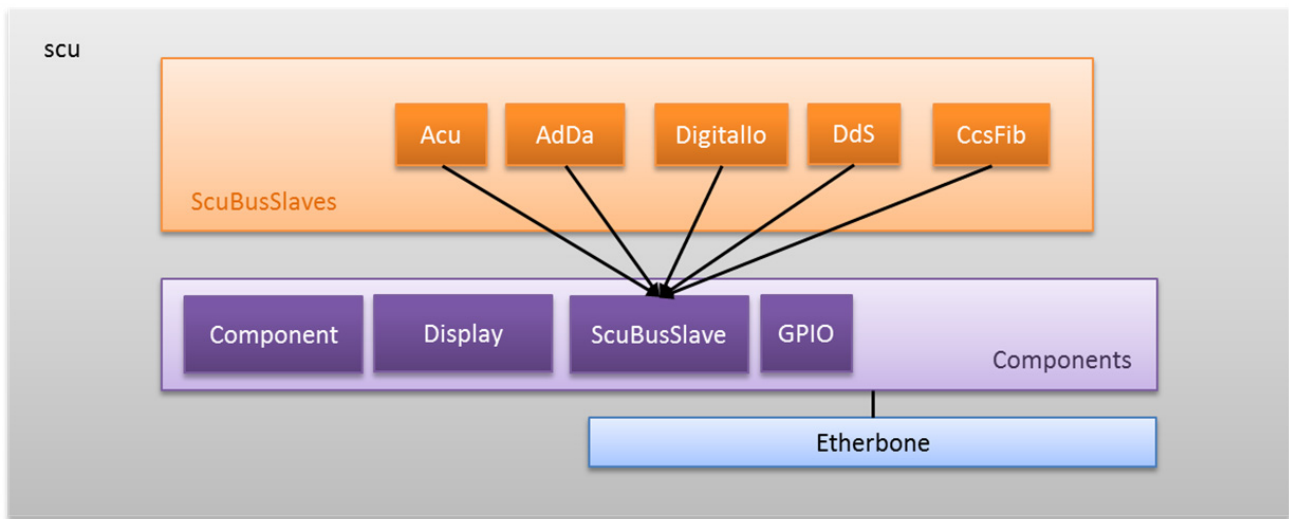 scu
Acu
AdDa
DigitalIo
DdS
CcsFib
ScuBusSlaves
Component
Display
ScuBusSlave
GPIO
Components
Etherbone